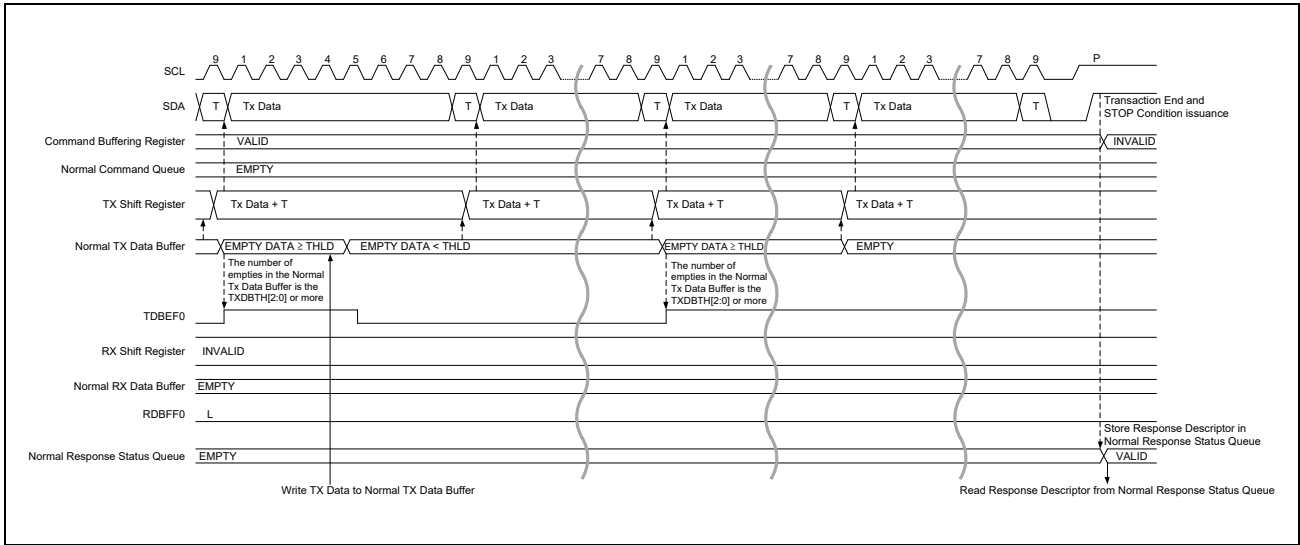 SCL 9 1 2 3 4 5 6 7 8 9 1 2 3 7 8 9 1 2 3 7 8 9 1 2 3 7 8 9 P
SDA T Tx Data T Tx Data T Tx Data T Tx Data T
Transaction End and
STOP Condition issuance
Command Buffering Register VALID INVALID
Normal Command Queue EMPTY
TX Shift Register Tx Data + T Tx Data + T Tx Data + T Tx Data + T
Normal TX Data Buffer EMPTY DATA ≥ THLD EMPTY DATA < THLD EMPTY DATA ≥ THLD EMPTY
The number of
empties in the Normal
Tx Data Buffer is the
TXDBTH[2:0] or more
The number of
empties in the Normal
Tx Data Buffer is the
TXDBTH[2:0] or more
TDBEF0
RX Shift Register INVALID
Normal RX Data Buffer EMPTY
RDBFF0 L
Store Response Descriptor in
Normal Response Status Queue
Normal Response Status Queue EMPTY VALID
Write TX Data to Normal TX Data Buffer
Read Response Descriptor from Normal Response Status Queue